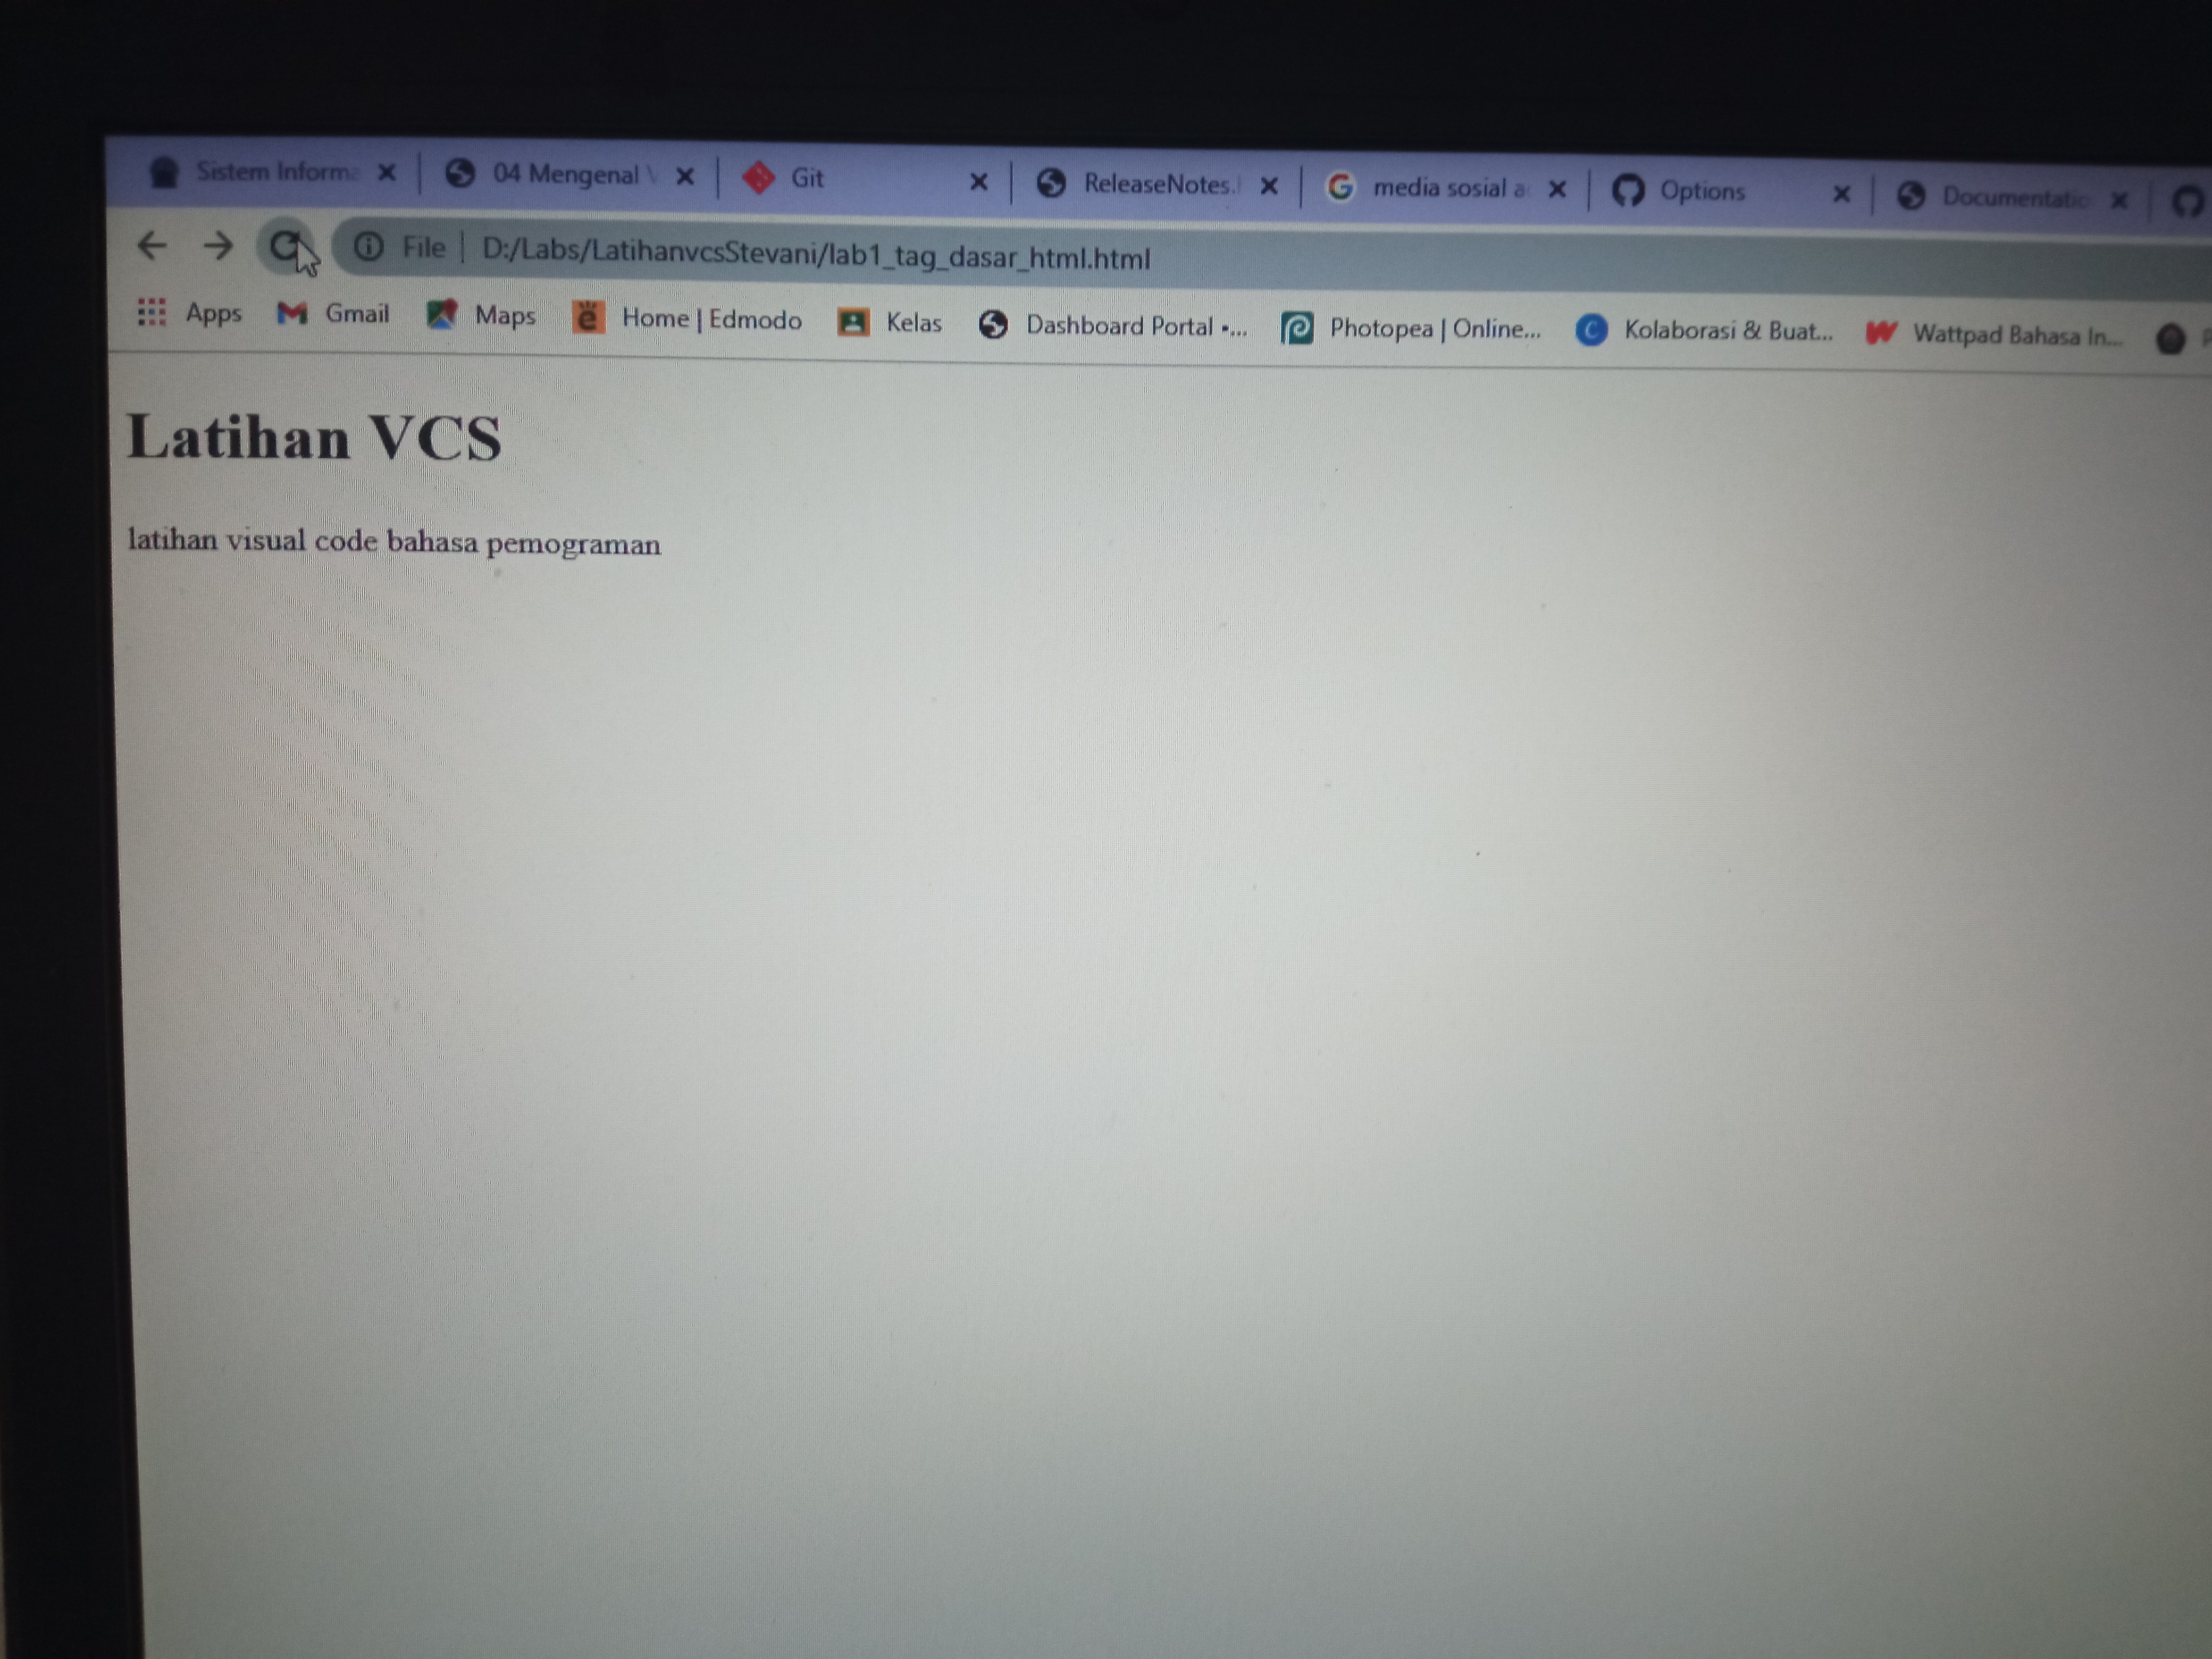 Sistem Informa
04 Mengenal
Git
ReleaseNotes.
media sosial a
Options
Documentatio
File
D:/Labs/LatihanvcsStevani/lab1_tag_dasar_html.html
Apps
Gmail
Maps
Home | Edmodo
Kelas
Dashboard Portal •...
Photopea | Online...
Kolaborasi & Buat...
Wattpad Bahasa In...
Latihan VCS
latihan visual code bahasa pemograman